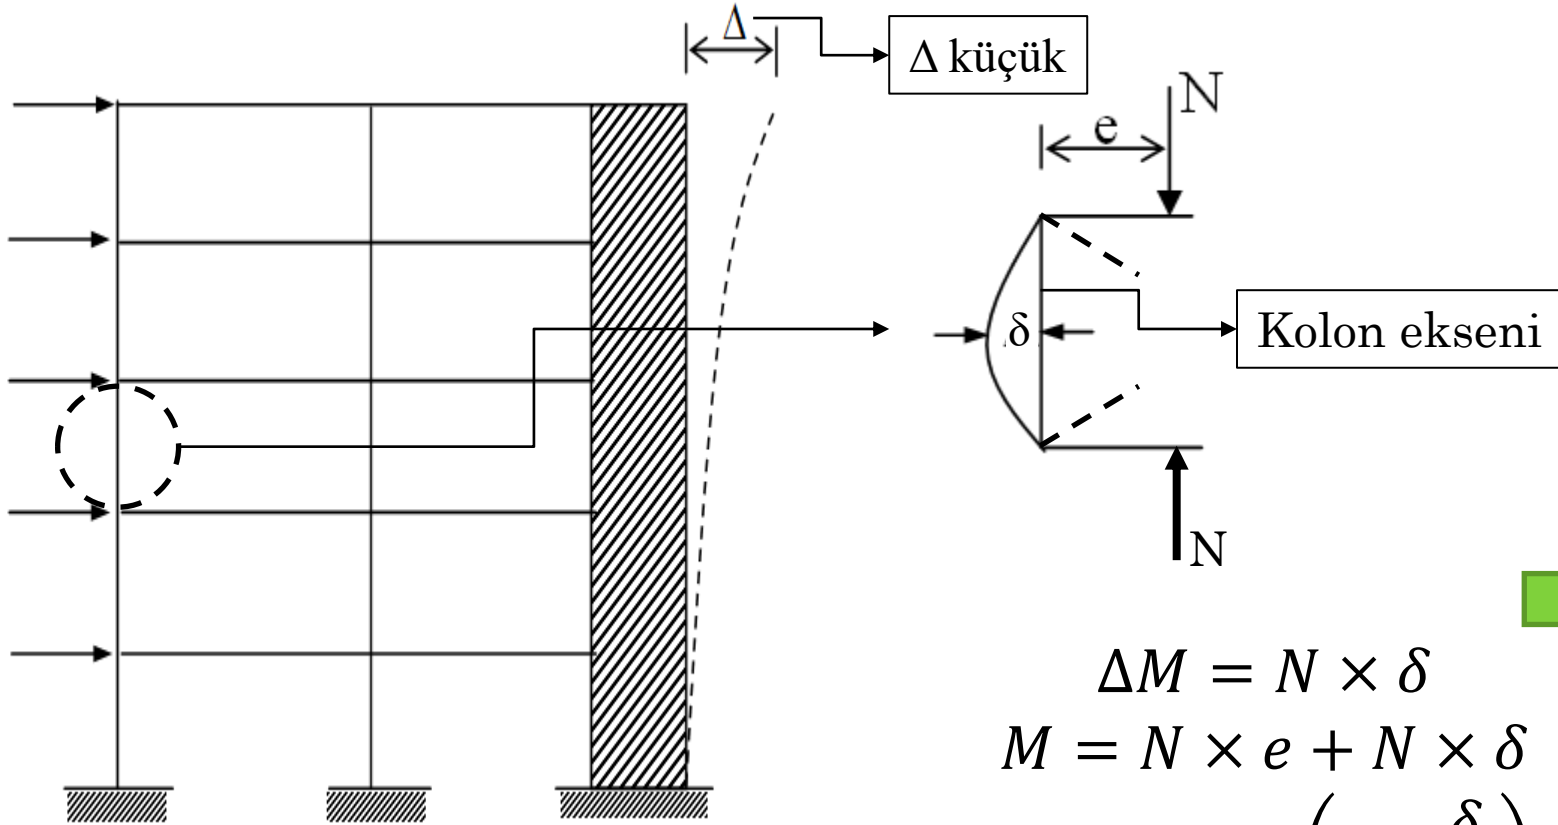 Δ
Δ küçük
N
e
δ
Kolon ekseni
N
ΔM = N × δ
M = N × e + N × δ
( δ )